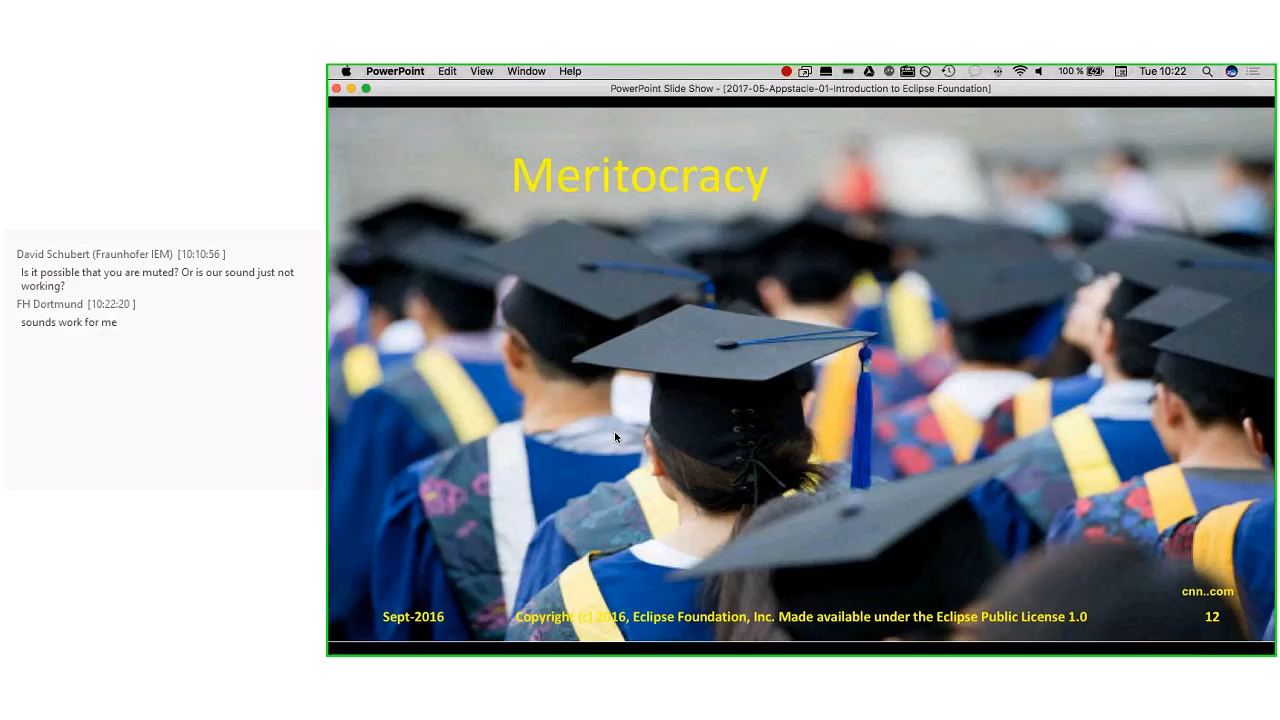 PowerPoint Edit View Window Help 100 % Tue 10:22
PowerPoint Slide Show - [2017-05-Appstacle-01-Introduction to Eclipse Foundation]
Meritocracy
David Schubert (Fraunhofer IEM) [10:10:56 ]
Is it possible that you are muted? Or is our sound just not
working?
FH Dortmund [10:22:20 ]
sounds work for me
cnn..com
Sept-2016 Copyright (c) 2016, Eclipse Foundation, Inc. Made available under the Eclipse Public License 1.0 12